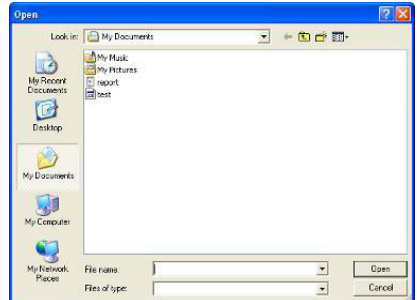 Open
Look in: My Documents
My Recent
Documents
Desktop
My Documents
My Computer
My Network
Places
My Music
My Pictures
report
test
File name:
Open
Files of type:
Cancel